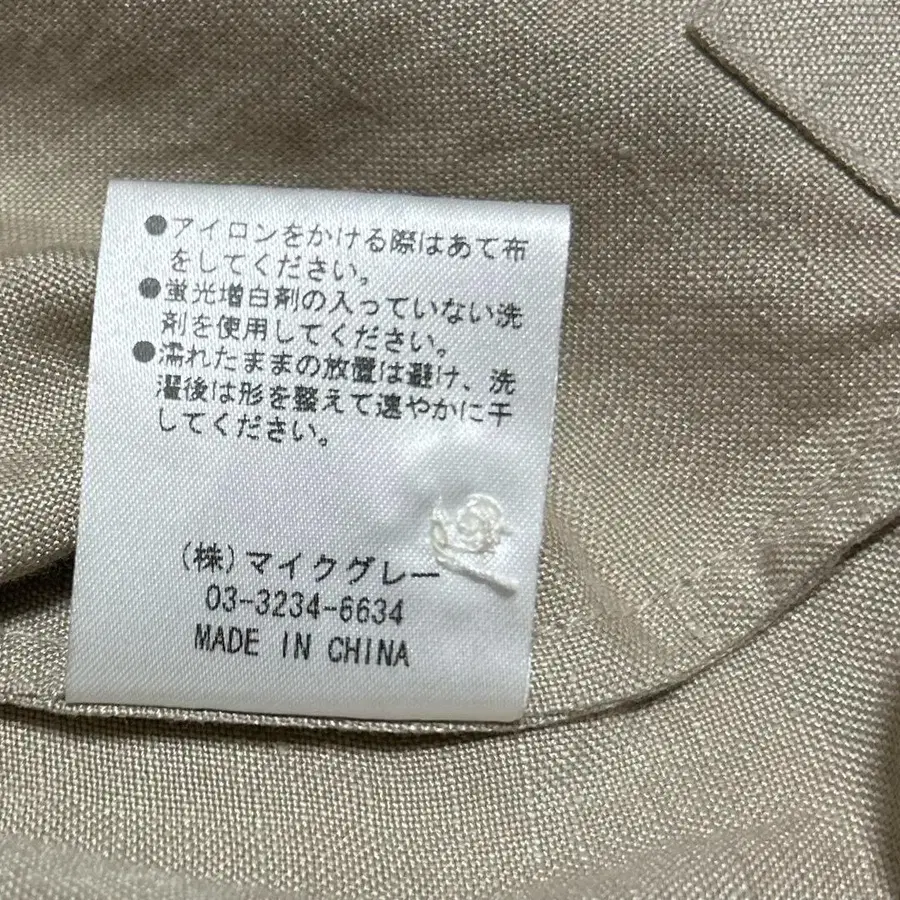 ●アイロンをかける際はあて布
をしてください。
●蛍光増白剤の入っていない洗
剤を使用してください。
●濡れたままの放置は避け、洗
濯後は形を整えて速やかに干
してください。
(株)マイクグレー
03-3234-6634
MADE IN CHINA